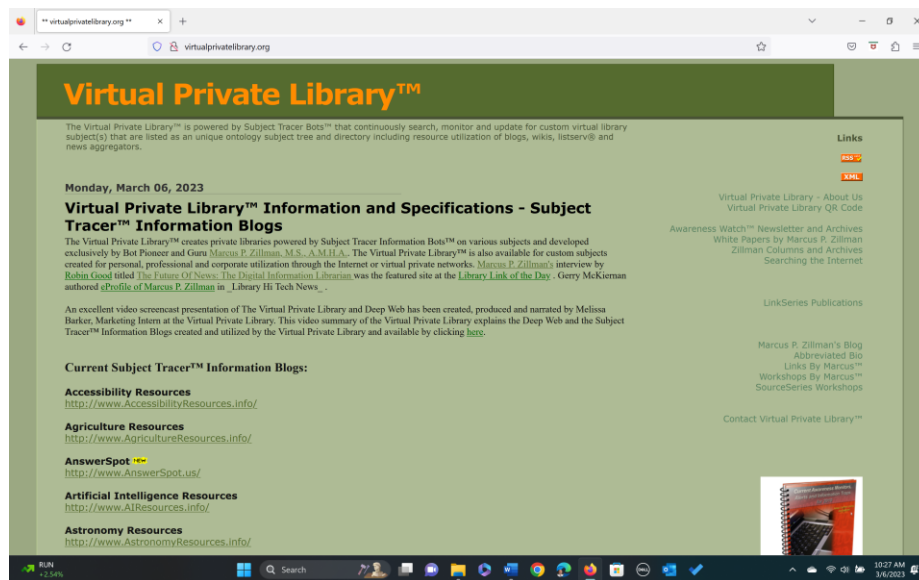 ** virtualprivatelibrary.org **
virtualprivatelibrary.org
Virtual Private Library™
The Virtual Private Library™ is powered by Subject Tracer Bots™ that continuously search, monitor and update for custom virtual library
subject(s) that are listed as an unique ontology subject tree and directory including resource utilization of blogs, wikis, listserv® and
news aggregators.
Monday, March 06, 2023
Virtual Private Library™ Information and Specifications - Subject
Tracer™ Information Blogs
The Virtual Private Library™ creates private libraries powered by Subject Tracer Information Bots™ on various subjects and developed
exclusively by Bot Pioneer and Guru Marcus P. Zillman, M.S., A.M.H.A.. The Virtual Private Library™ is also available for custom subjects
created for personal, professional and corporate utilization through the Internet or virtual private networks. Marcus P. Zillman's interview by
Robin Good titled The Future Of News: The Digital Information Librarian was the featured site at the Library Link of the Day . Gerry McKiernan
authored eProfile of Marcus P. Zillman in _Library Hi Tech News_ .
An excellent video screencast presentation of The Virtual Private Library and Deep Web has been created, produced and narrated by Melissa
Barker, Marketing Intern at the Virtual Private Library. This video summary of the Virtual Private Library explains the Deep Web and the Subject
Tracer™ Information Blogs created and utilized by the Virtual Private Library and available by clicking here.
Current Subject Tracer™ Information Blogs:
Accessibility Resources
http://www.AccessibilityResources.info/
Agriculture Resources
http://www.AgricultureResources.info/
AnswerSpot NEW
http://www.AnswerSpot.us/
Artificial Intelligence Resources
http://www.AIResources.info/
Astronomy Resources
http://www.AstronomyResources.info/
Links
RSS
XML
Virtual Private Library - About Us
Virtual Private Library QR Code
Awareness Watch™ Newsletter and Archives
White Papers by Marcus P. Zillman
Zillman Columns and Archives
Searching the Internet
LinkSeries Publications
Marcus P. Zillman's Blog
Abbreviated Bio
Links By Marcus™
Workshops By Marcus™
SourceSeries Workshops
Contact Virtual Private Library™
RUN
+2.54%
Search
10:27 AM
3/6/2023